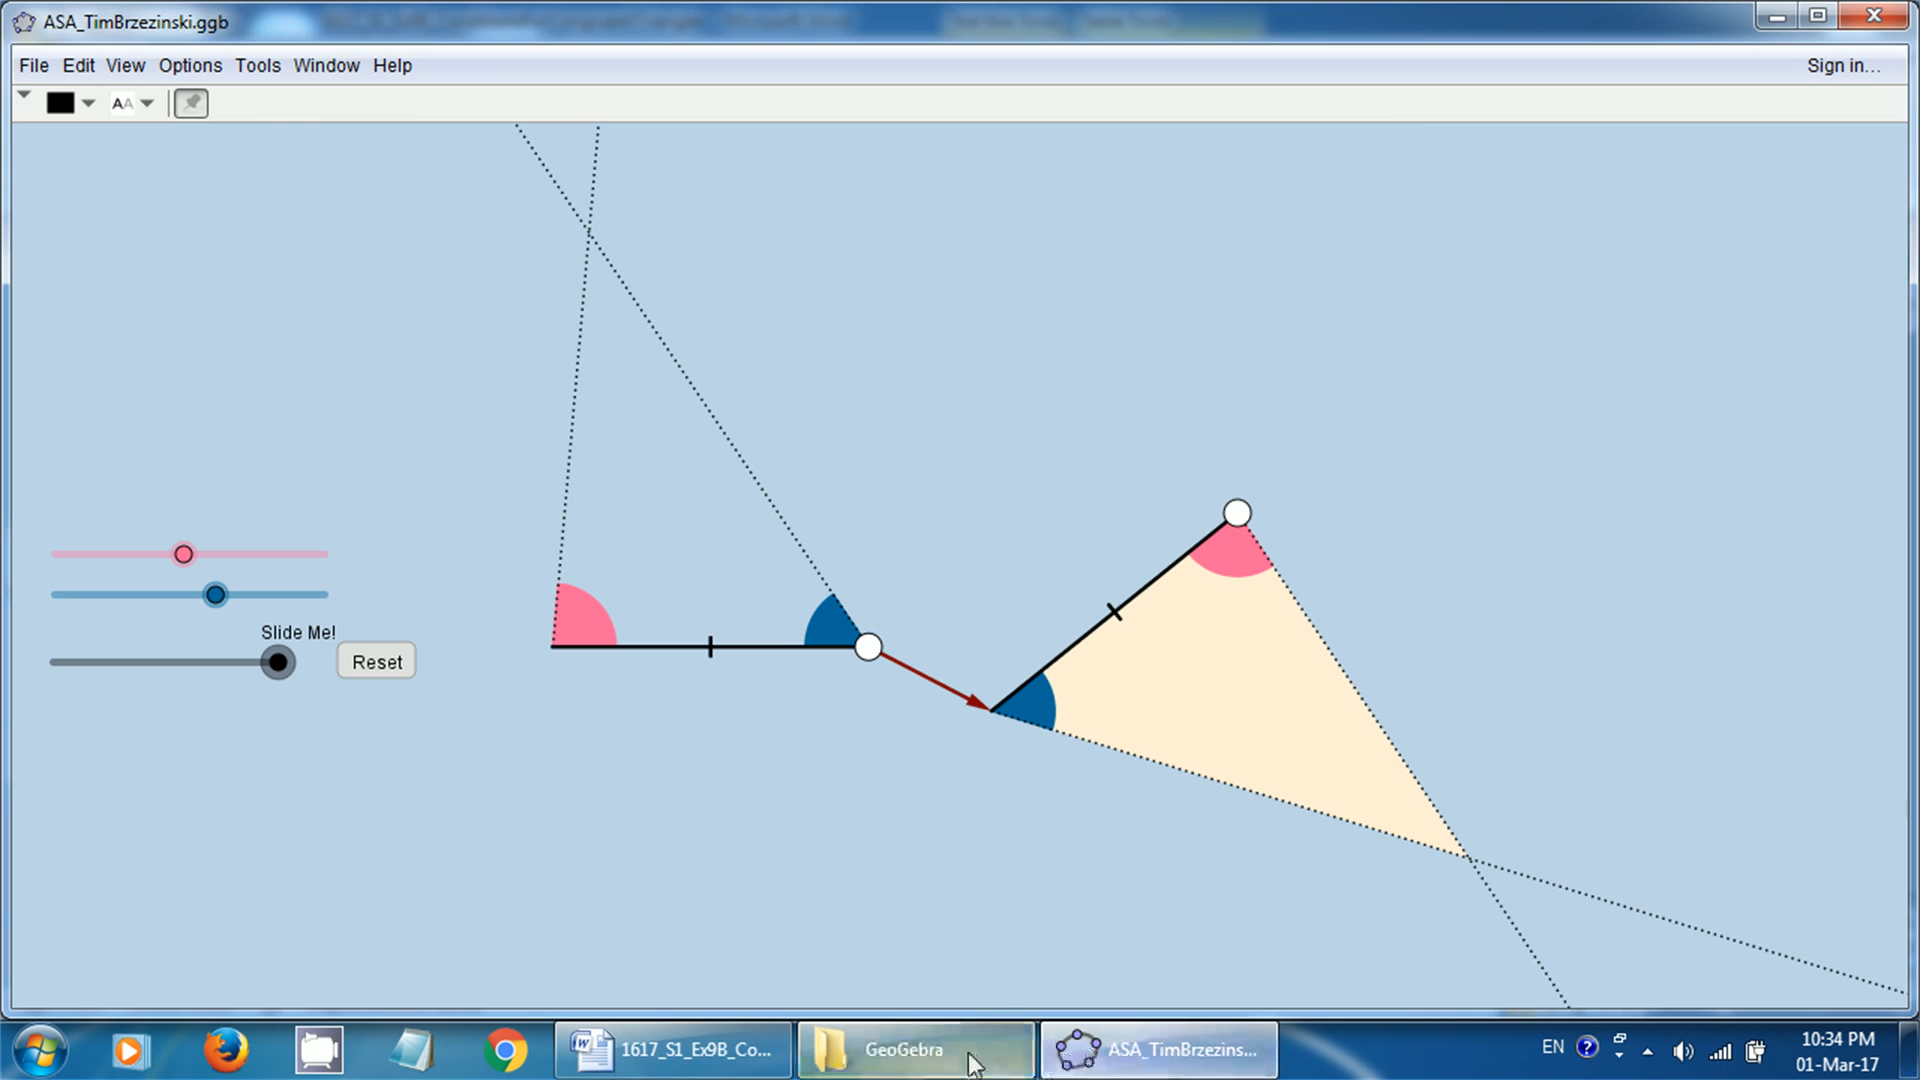 ASA_TimBrzezinski.ggb
File Edit View Options Tools Window Help Sign in...
AA
Slide Me!
Reset
1617_S1_Ex9B_Co... GeoGebra ASA_TimBrzezins... EN 10:34 PM
01-Mar-17